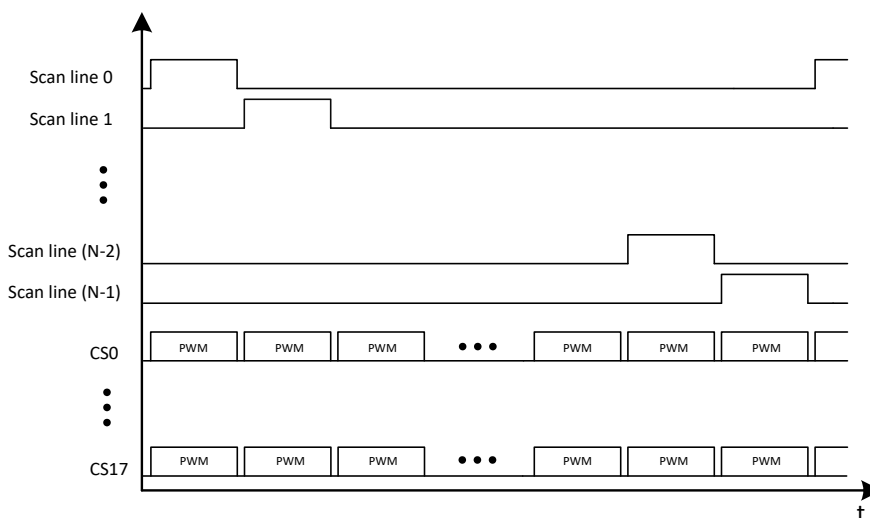 Scan line 0
Scan line 1
Scan line (N-2)
Scan line (N-1)
CS0
PWM PWM PWM PWM PWM PWM
CS17
PWM PWM PWM PWM PWM PWM
t